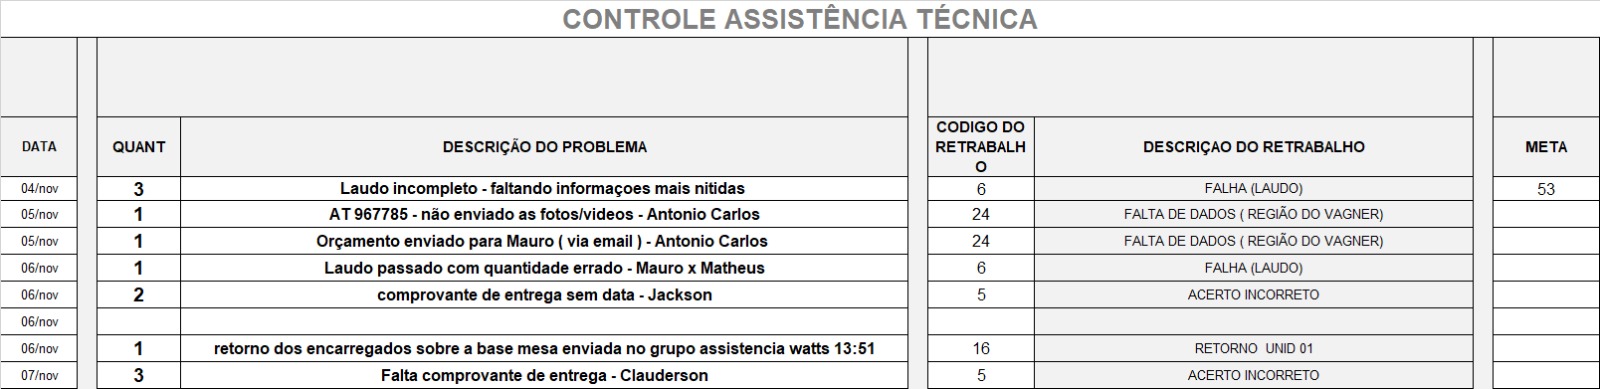 CONTROLE ASSISTÊNCIA TÉCNICA
DATA QUANT DESCRIÇÃO DO PROBLEMA CODIGO DO RETRABALHO DESCRIÇAO DO RETRABALHO META
04/nov 3 Laudo incompleto - faltando informaçoes mais nitidas 6 FALHA (LAUDO) 53
05/nov 1 AT 967785 - não enviado as fotos/videos - Antonio Carlos 24 FALTA DE DADOS ( REGIÃO DO VAGNER)
05/nov 1 Orçamento enviado para Mauro ( via email ) - Antonio Carlos 24 FALTA DE DADOS ( REGIÃO DO VAGNER)
06/nov 1 Laudo passado com quantidade errado - Mauro x Matheus 6 FALHA (LAUDO)
06/nov 2 comprovante de entrega sem data - Jackson 5 ACERTO INCORRETO
06/nov
06/nov 1 retorno dos encarregados sobre a base mesa enviada no grupo assistencia watts 13:51 16 RETORNO UNID 01
07/nov 3 Falta comprovante de entrega - Clauderson 5 ACERTO INCORRETO